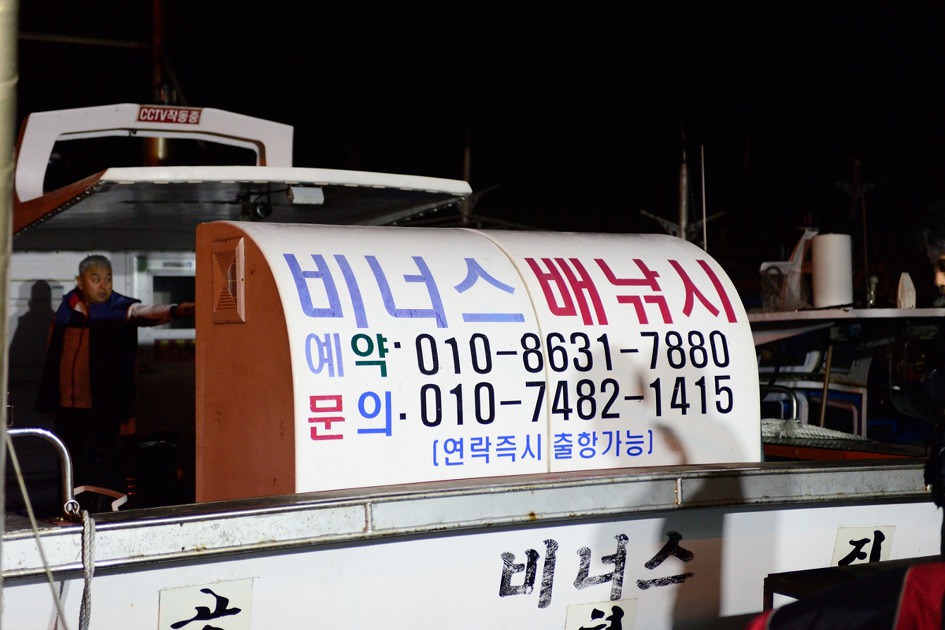 CCTV작동중
비너스 배낚시
예약· 010-8631-7880
문의. 010-7482-1415
(연락즉시 출항가능)
비너스